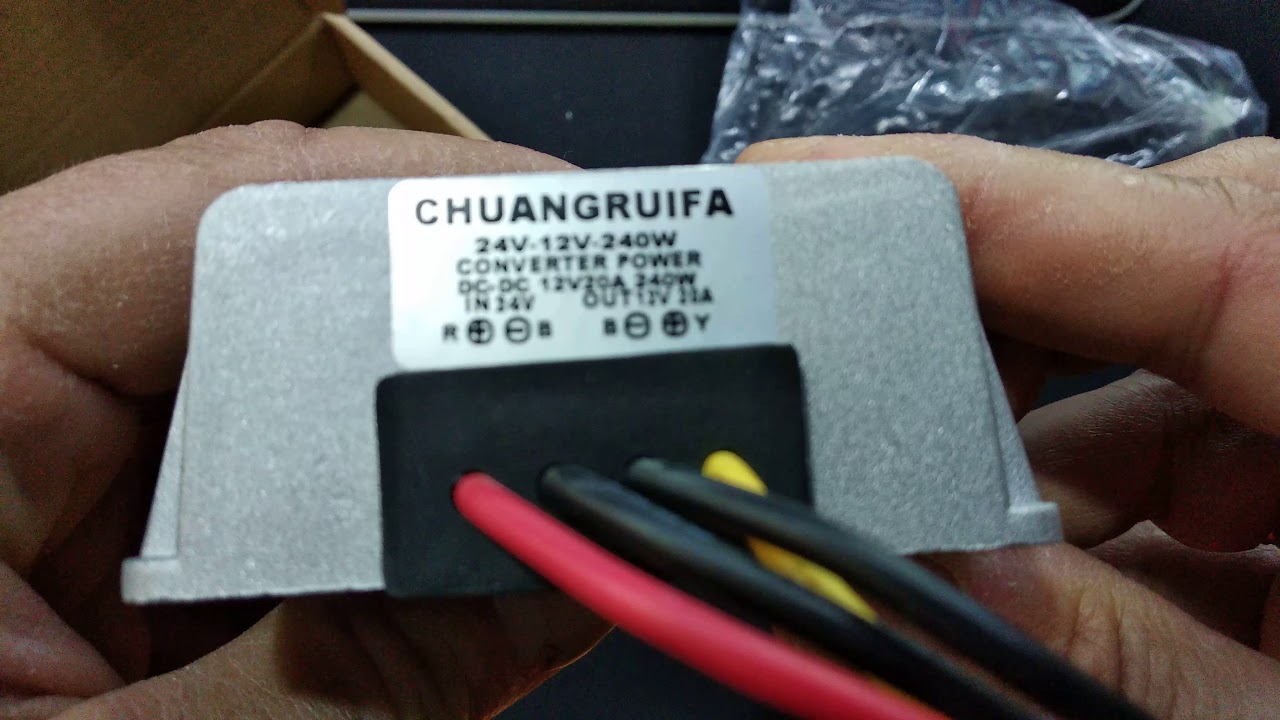 CHUANGRUIFA
24V-12V-240W
CONVERTER POWER
DC-DC 12V20A 240W
IN 24V OUT12V 20A
R ⊕ ⊖ B B ⊖ ⊕ Y